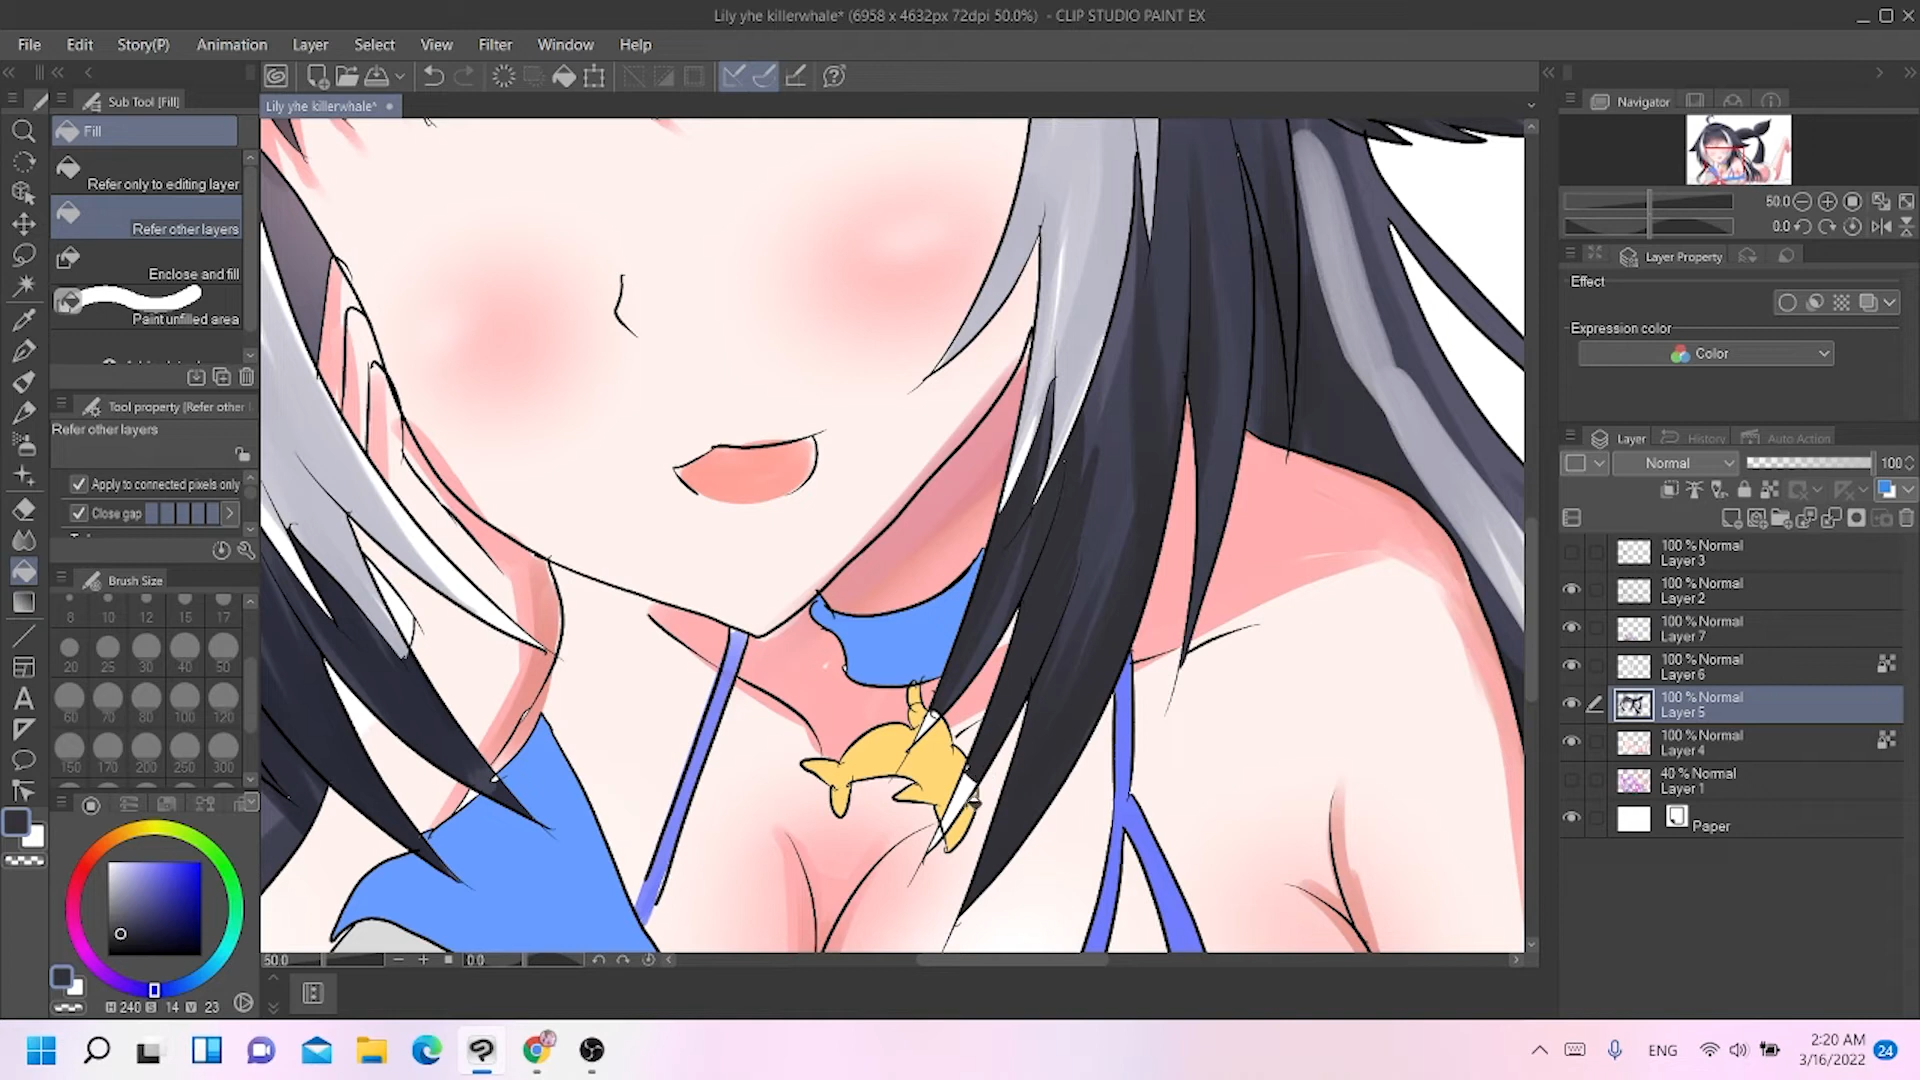 Lily yhe killerwhale* (6958 x 4632px 72dpi 50.0%) - CLIP STUDIO PAINT EX
File Edit Story(P) Animation Layer Select View Filter Window Help
Sub Tool [Fill]
Lily yhe killerwhale*
Navigator
Fill
Refer only to editing layer
Refer other layers
Enclose and fill
Paint unfilled area
50.0
0.0
Layer Property
Effect
Expression color
Color
Tool property [Refer other l
Refer other layers
Apply to connected pixels only
Close gap
Brush Size
8 10 12 15 17
20 25 30 40 50
60 70 80 100 120
150 170 200 250 300
H 240 S 14 V 23
Layer History Auto Action
Normal 100
100 % Normal
Layer 3
100 % Normal
Layer 2
100 % Normal
Layer 7
100 % Normal
Layer 6
100 % Normal
Layer 5
100 % Normal
Layer 4
40 % Normal
Layer 1
Paper
50.0 0.0
ENG
2:20 AM
3/16/2022
24